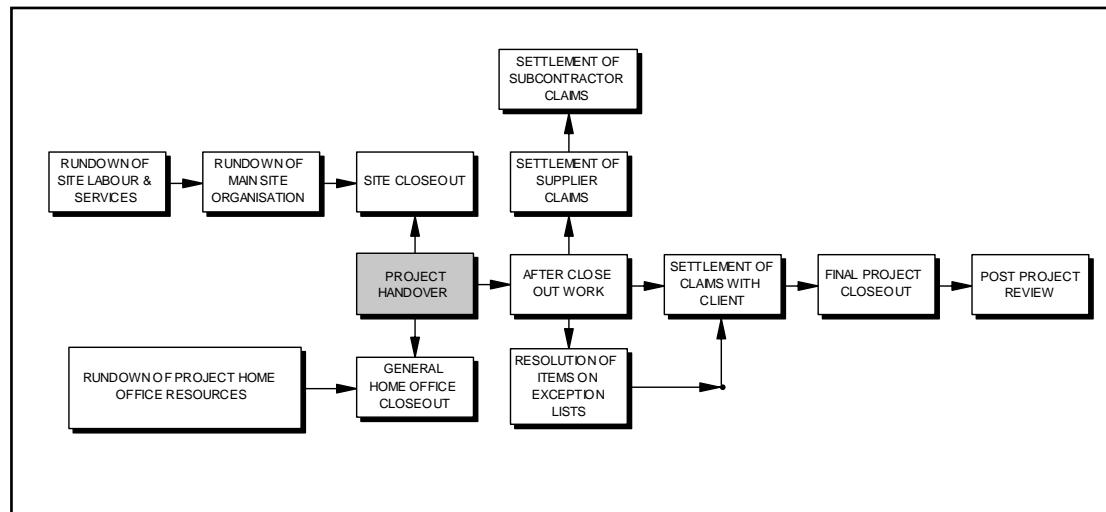 SETTLEMENT OF
SUBCONTRACTOR
CLAIMS
RUNDOWN OF
SITE LABOUR &
SERVICES
RUNDOWN OF
MAIN SITE
ORGANISATION
SITE CLOSEOUT
SETTLEMENT OF
SUPPLIER
CLAIMS
PROJECT
HANDOVER
AFTER CLOSE
OUT WORK
SETTLEMENT OF
CLAIMS WITH
CLIENT
FINAL PROJECT
CLOSEOUT
POST PROJECT
REVIEW
RUNDOWN OF PROJECT HOME
OFFICE RESOURCES
GENERAL
HOME OFFICE
CLOSEOUT
RESOLUTION OF
ITEMS ON
EXCEPTION
LISTS